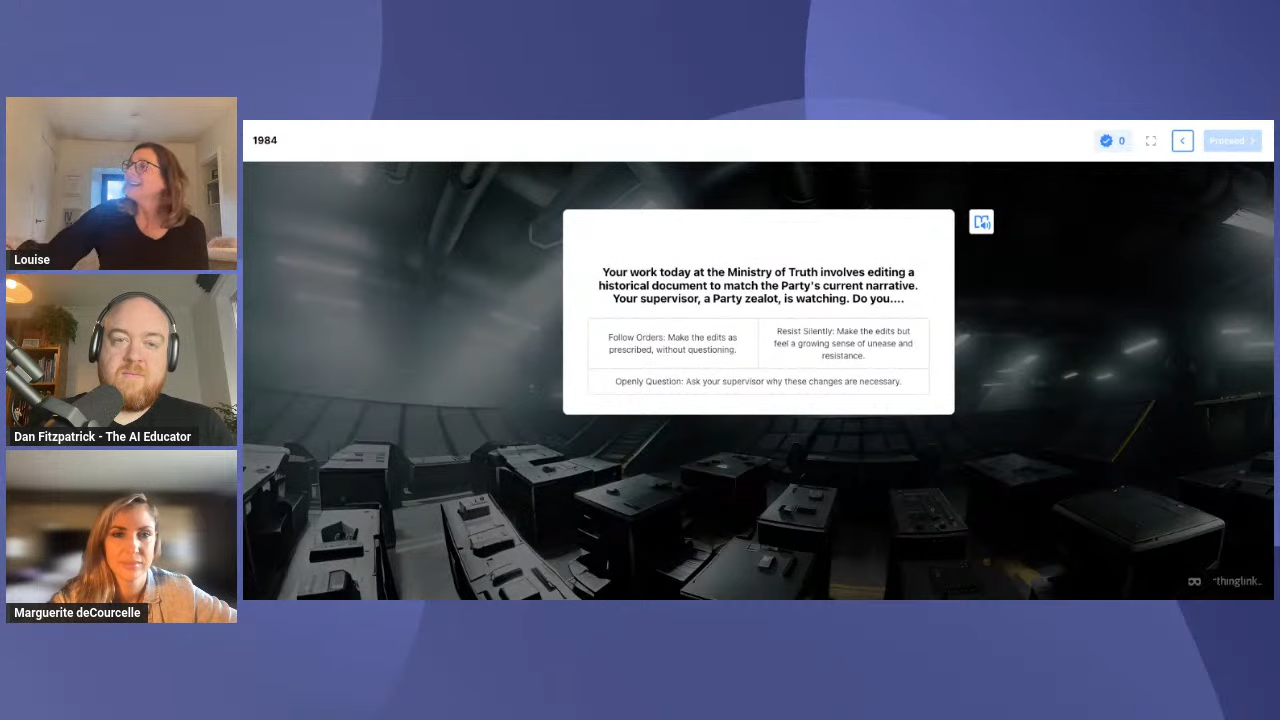 Louise
Dan Fitzpatrick - The AI Educator
Marguerite deCourcelle
1984
0
Proceed
Your work today at the Ministry of Truth involves editing a
historical document to match the Party's current narrative.
Your supervisor, a Party zealot, is watching. Do you....
Follow Orders: Make the edits as
prescribed, without questioning.
Resist Silently: Make the edits but
feel a growing sense of unease and
resistance.
Openly Question: Ask your supervisor why these changes are necessary.
thinglink..